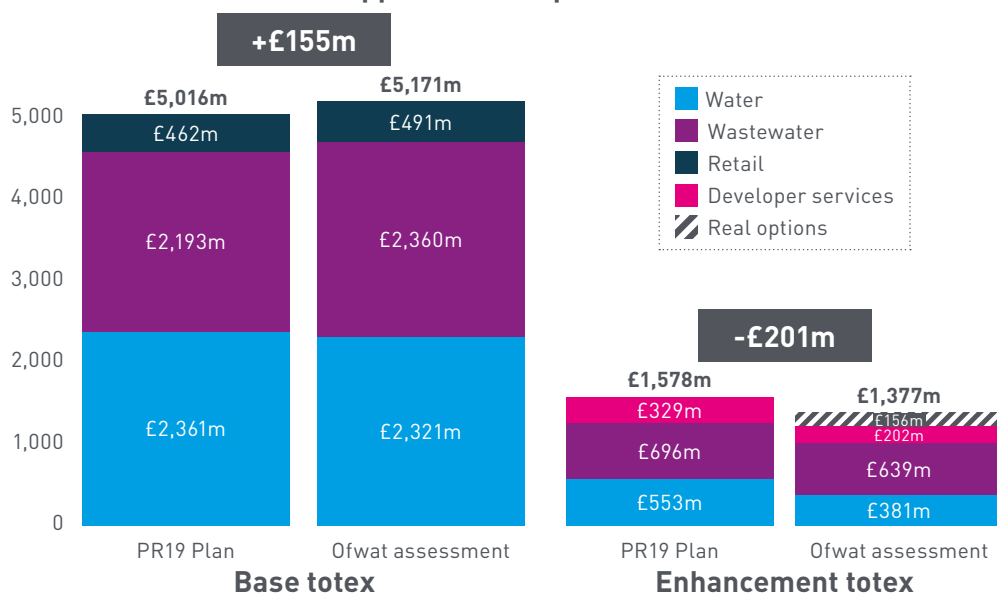 +£155m
£5,016m
£5,171m
5,000
4,000
3,000
2,000
1,000
0
£462m
£2,193m
£2,361m
£491m
£2,360m
£2,321m
PR19 Plan
Ofwat assessment
Base totex
Water
Wastewater
Retail
Developer services
Real options
-£201m
£1,578m
£1,377m
£329m
£696m
£553m
£156m
£202m
£639m
£381m
PR19 Plan
Ofwat assessment
Enhancement totex